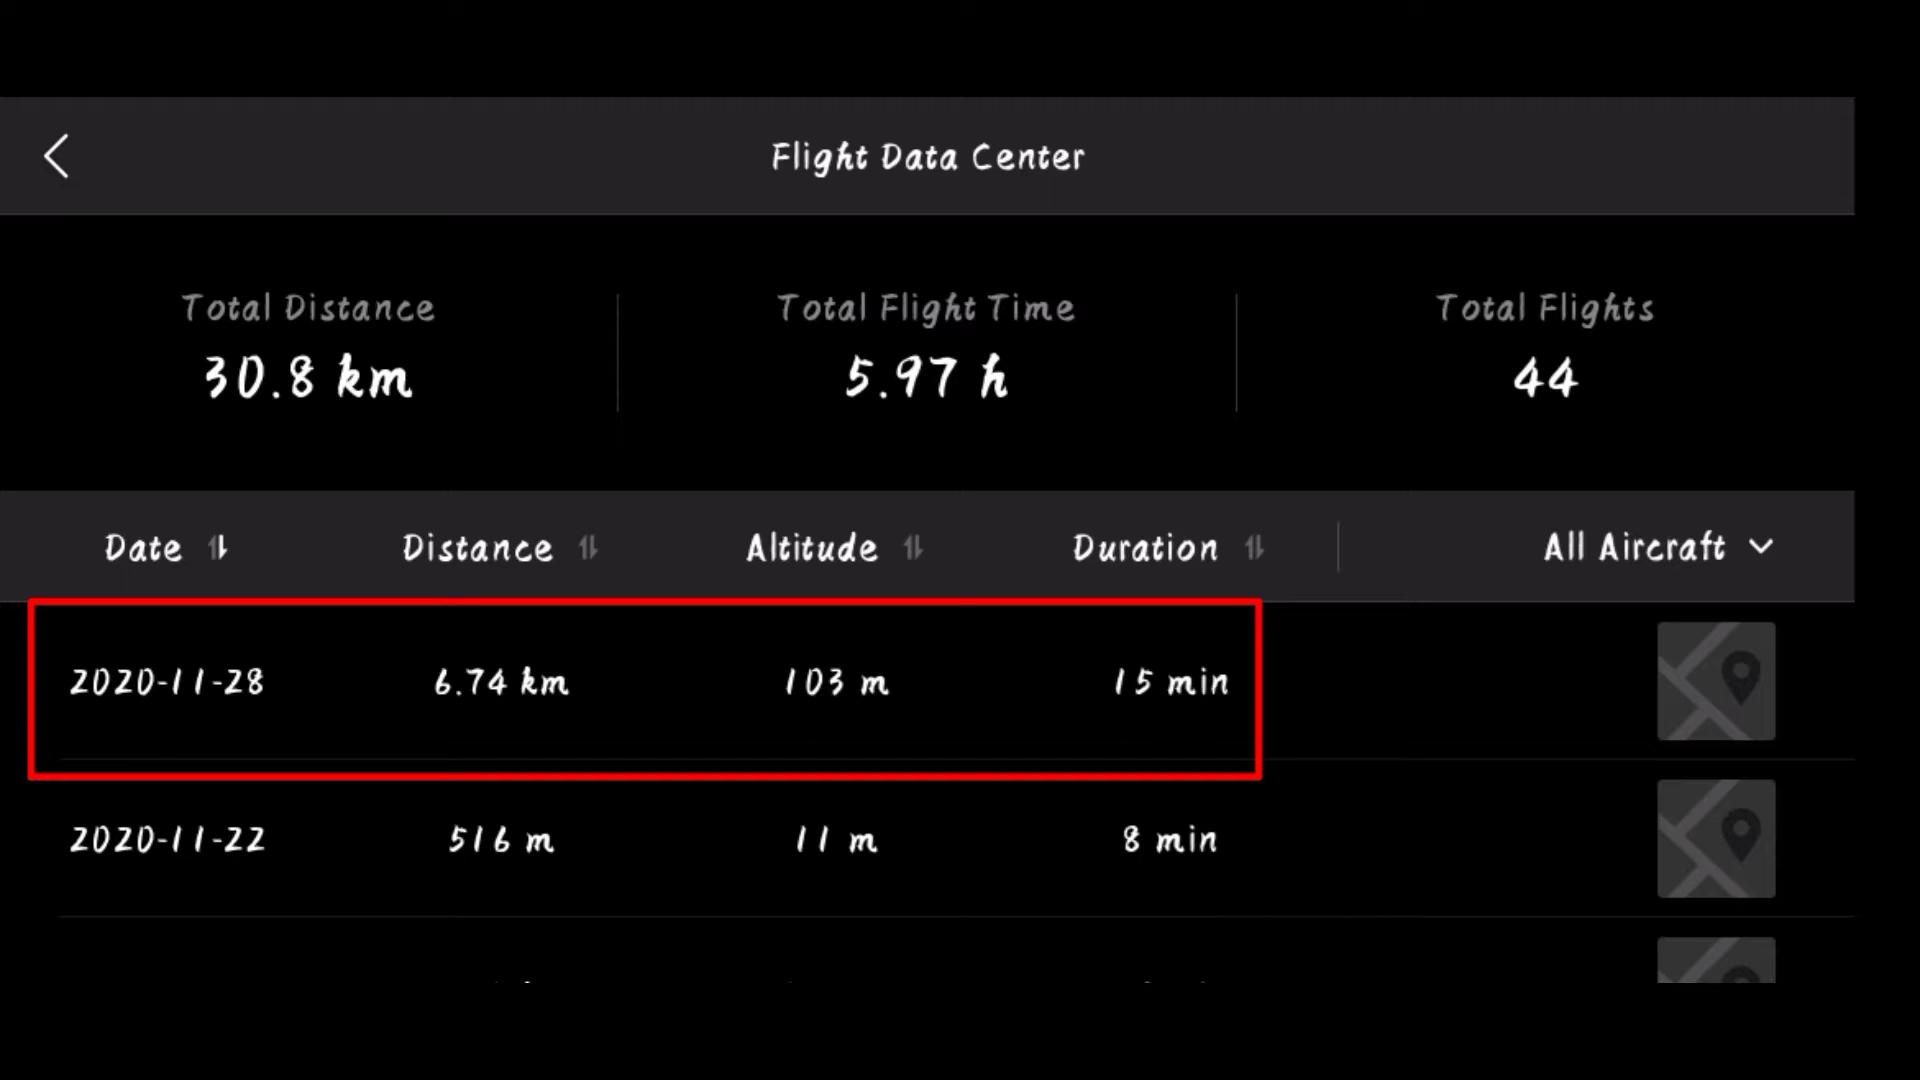 Flight Data Center
Total Distance Total Flight Time Total Flights
30.8 km 5.97 h 44
Date Distance Altitude Duration All Aircraft
2020-11-28 6.74 km 103 m 15 min
2020-11-22 516 m 11 m 8 min